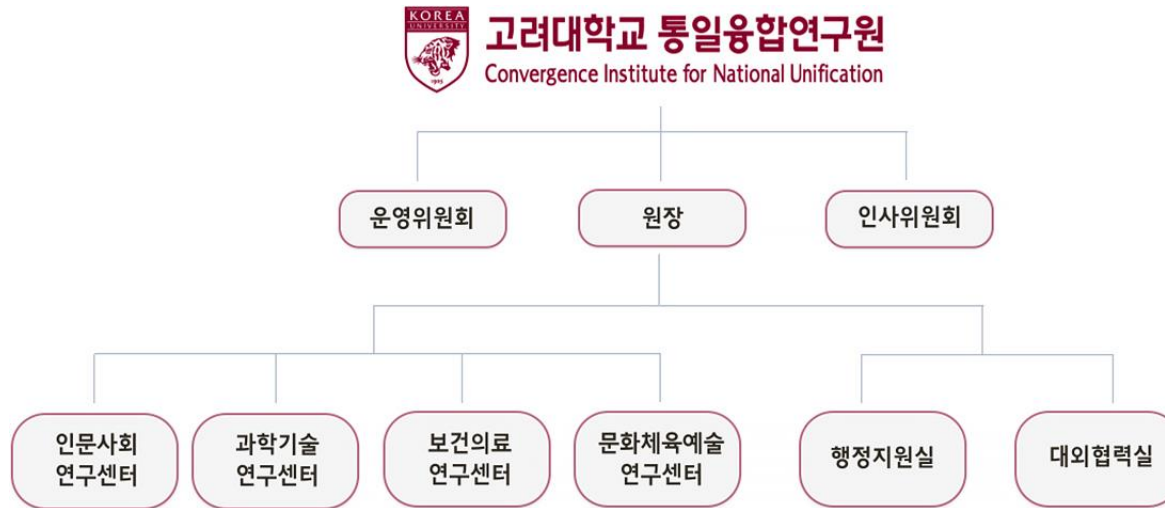 KOREA
UNIVERSITY
1905
고려대학교 통일융합연구원
Convergence Institute for National Unification
운영위원회
원장
인사위원회
인문사회
연구센터
과학기술
연구센터
보건의료
연구센터
문화체육예술
연구센터
행정지원실
대외협력실